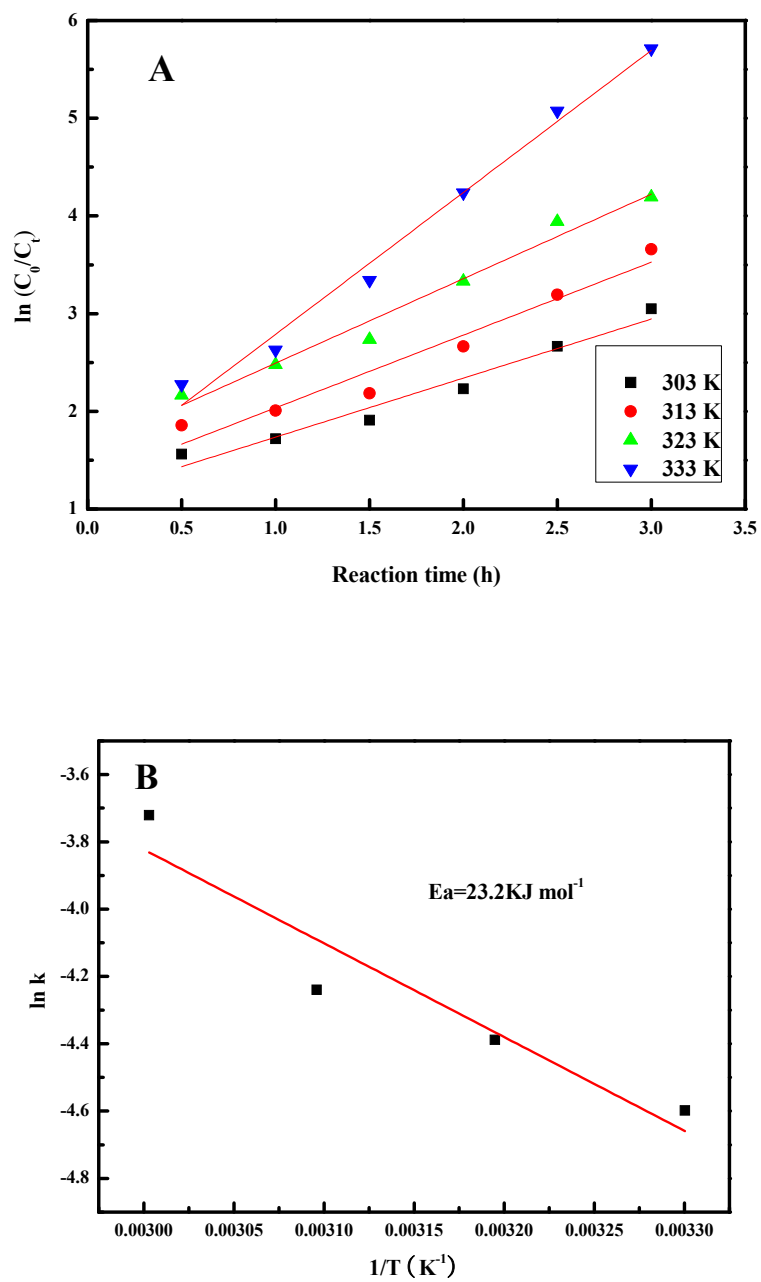 A
6
5
4
3
2
1
ln (C0/Ct)
0.0 0.5 1.0 1.5 2.0 2.5 3.0 3.5
Reaction time (h)
303 K
313 K
323 K
333 K
B
-3.6
-3.8
-4.0
-4.2
-4.4
-4.6
-4.8
ln k
Ea=23.2KJ mol-1
0.00300 0.00305 0.00310 0.00315 0.00320 0.00325 0.00330
1/T ( K-1)